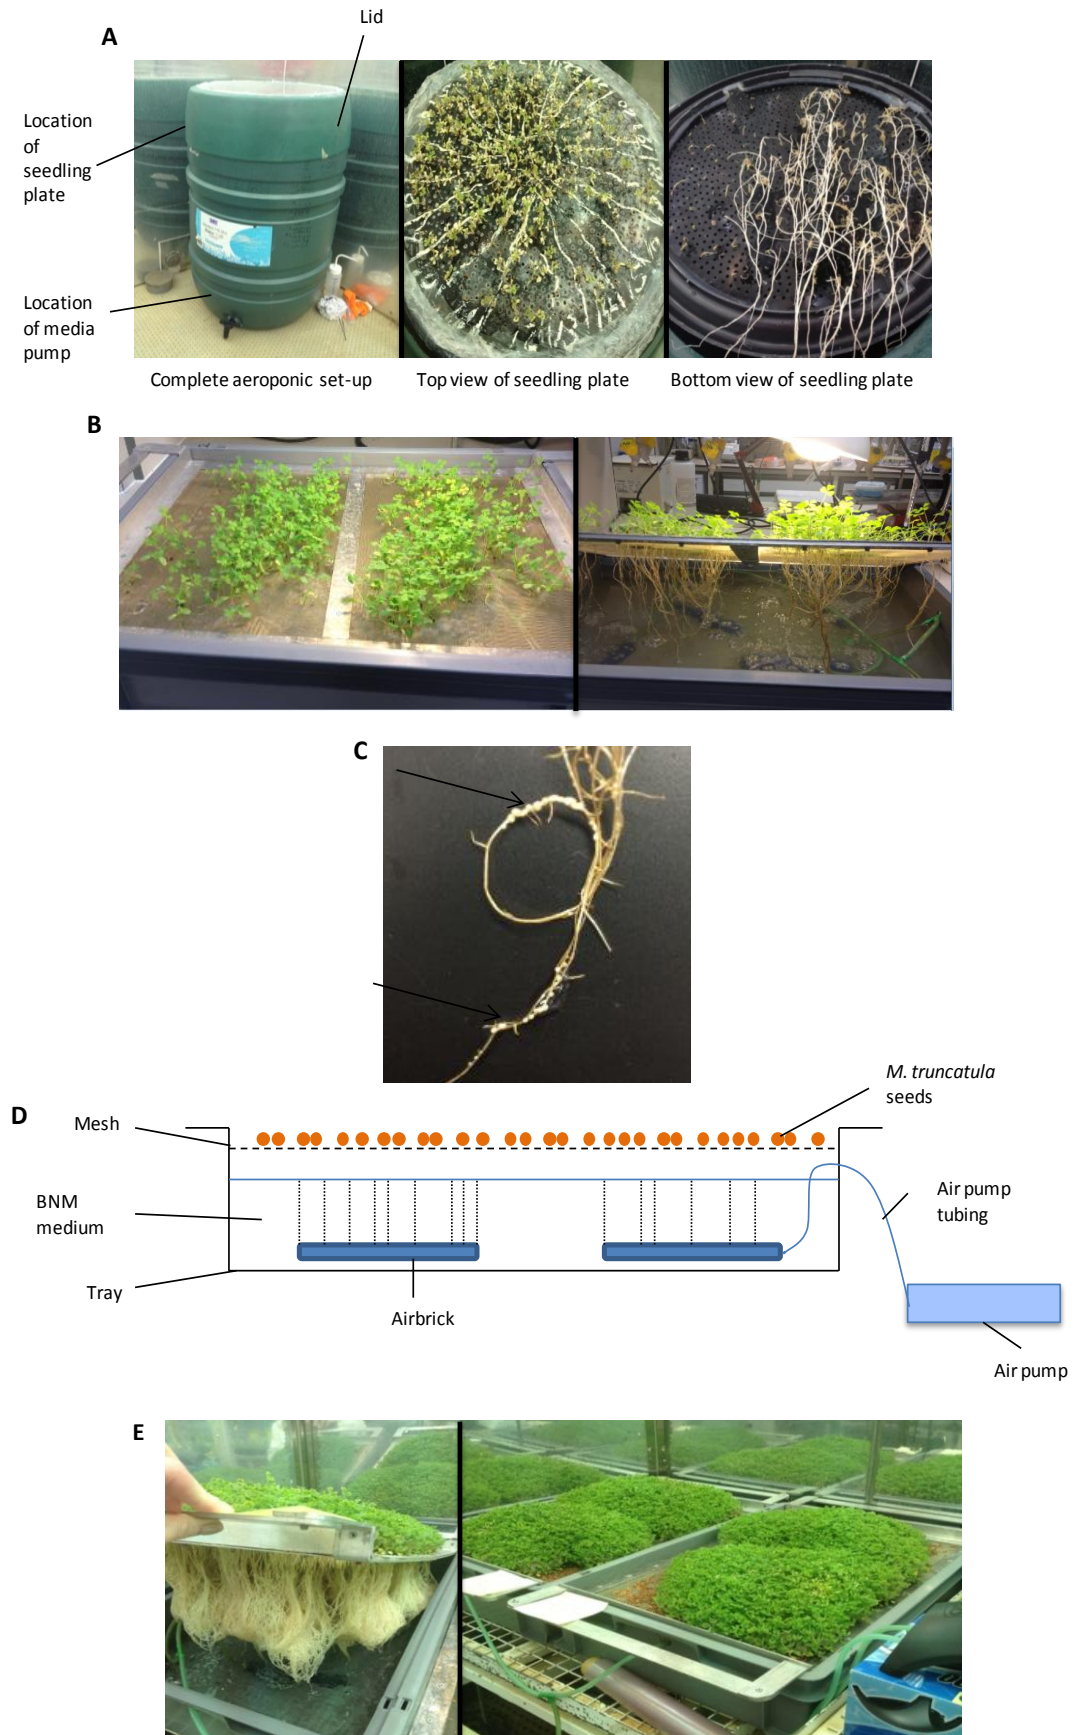 A
Lid
Location
of
seedling
plate
Location
of media
pump
Complete aeroponic set-up
Top view of seedling plate
Bottom view of seedling plate
B
C
D
M. truncatula
seeds
Mesh
BNM
medium
Air pump
tubing
Tray
Airbrick
Air pump
E